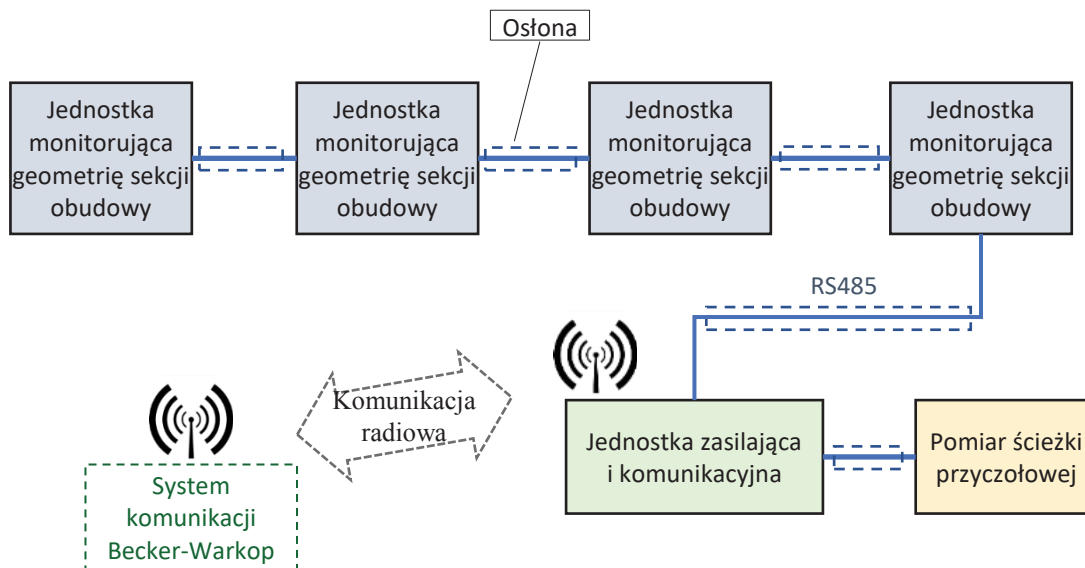 Osłona
Jednostka
monitorująca
geometrię sekcji
obudowy
Jednostka
monitorująca
geometrię sekcji
obudowy
Jednostka
monitorująca
geometrię sekcji
obudowy
Jednostka
monitorująca
geometrię sekcji
obudowy
RS485
Komunikacja
radiowa
Jednostka zasilająca
i komunikacyjna
Pomiar ścieżki
przyczołowej
System
komunikacji
Becker-Warkop